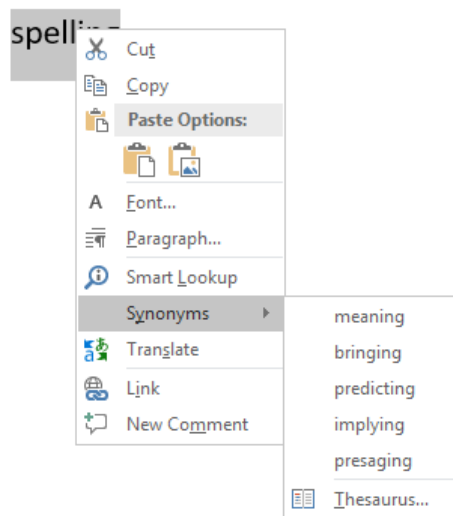 spelling
Cut
Copy
Paste Options:
A Font...
Paragraph...
Smart Lookup
Synonyms
Translate
Link
New Comment
meaning
bringing
predicting
implying
presaging
Thesaurus...